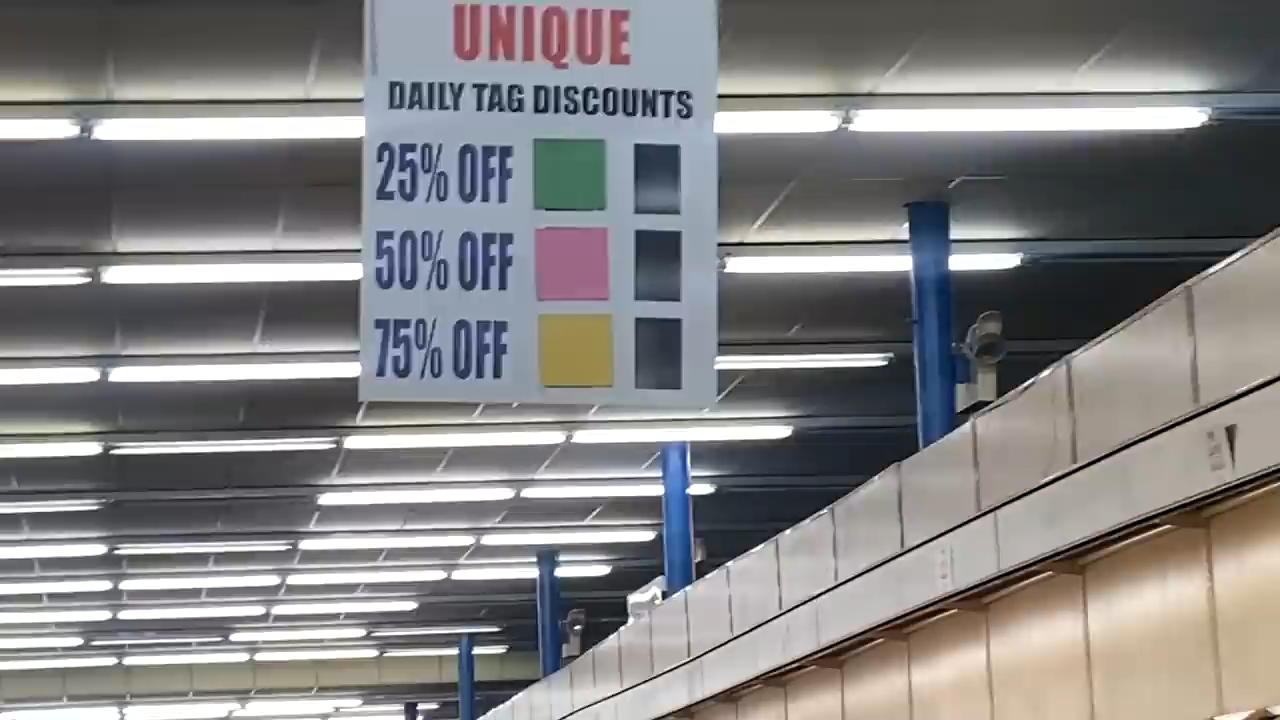 UNIQUE
DAILY TAG DISCOUNTS
25% OFF
50% OFF
75% OFF